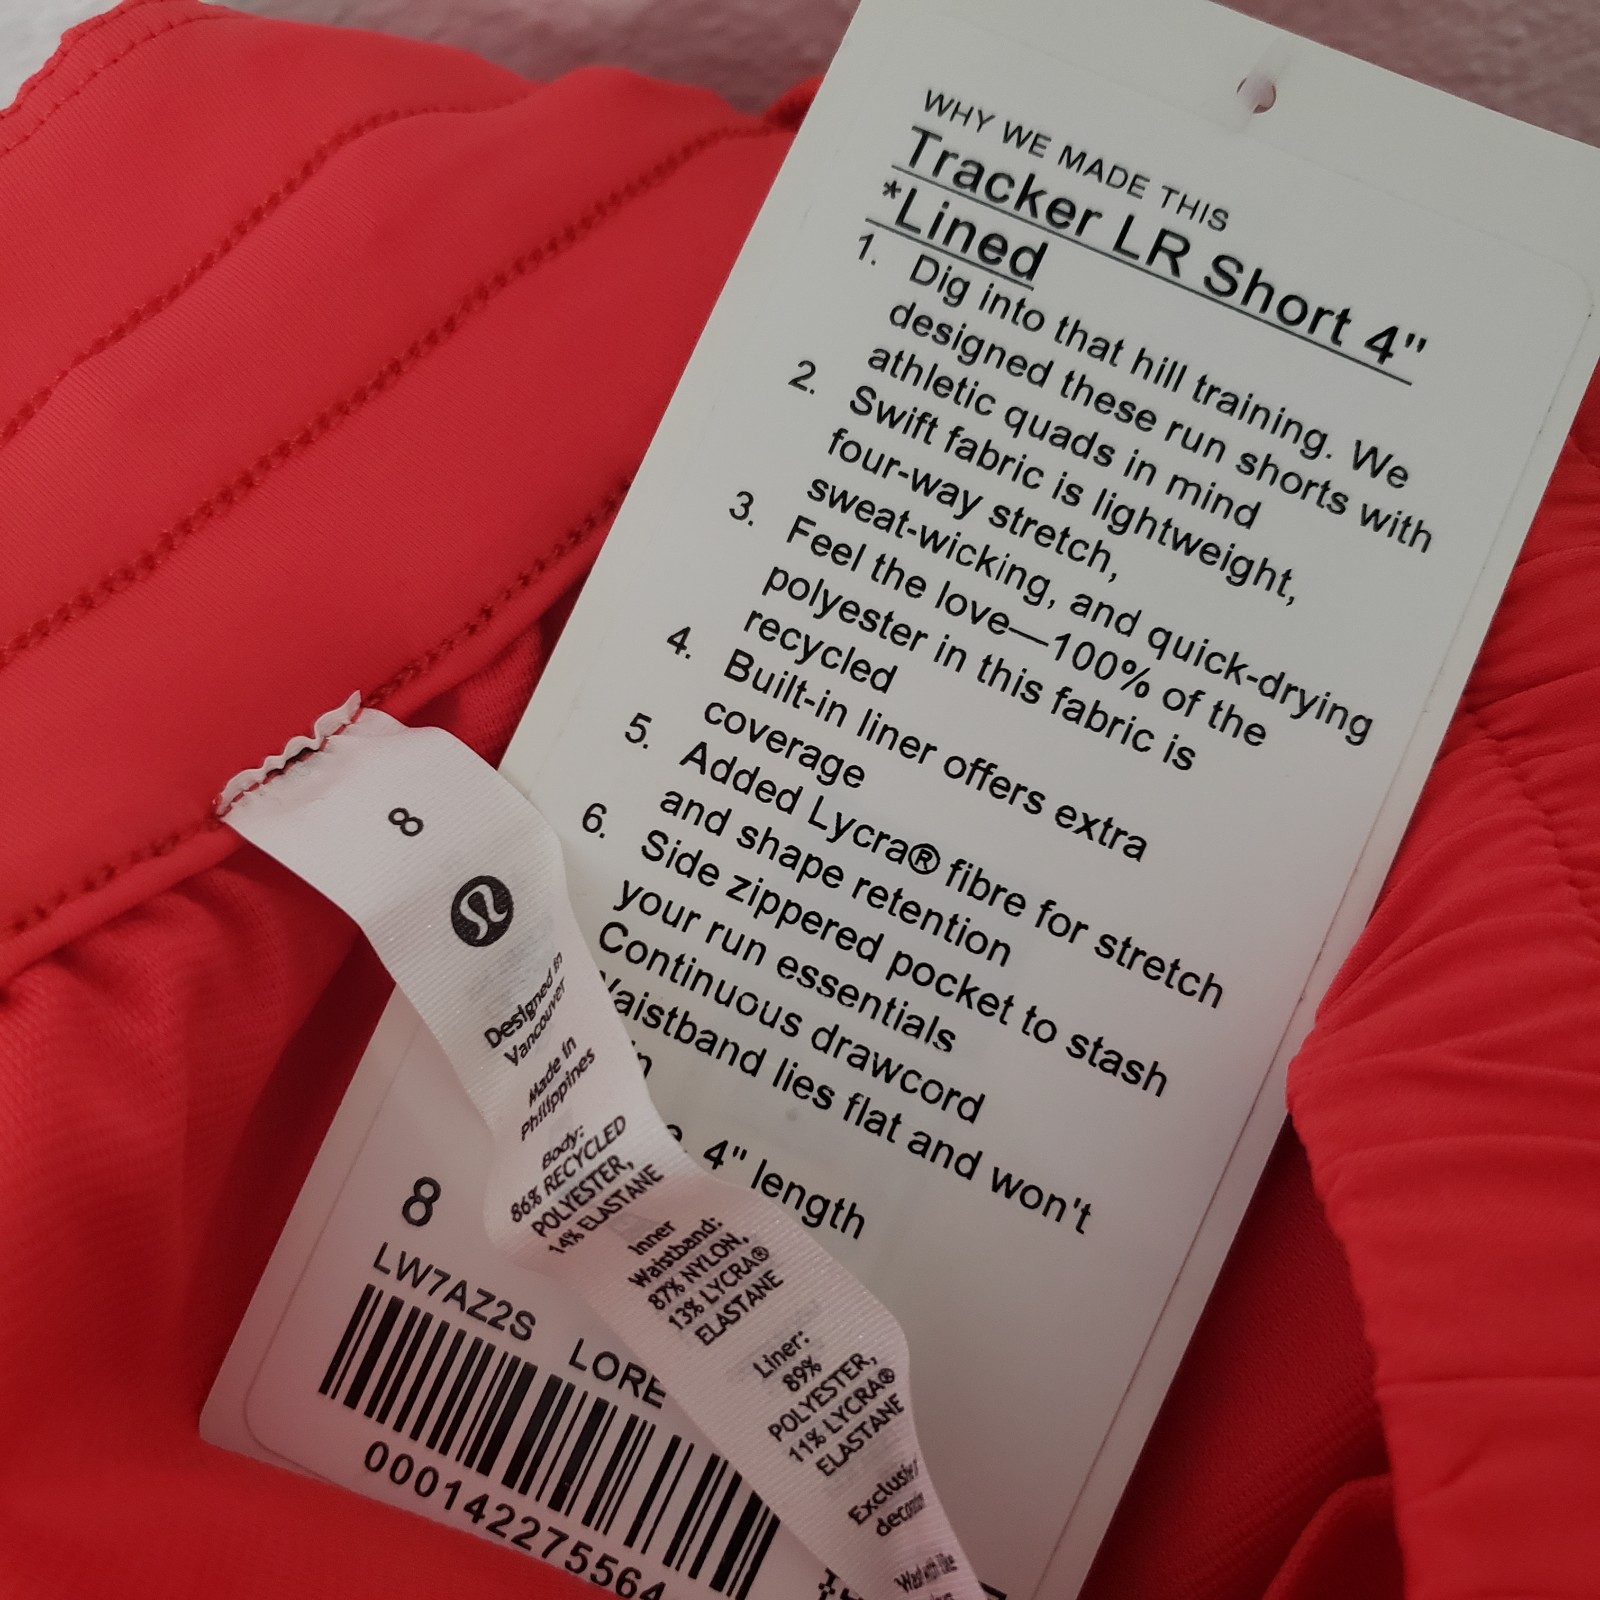 WHY WE MADE THIS
Tracker LR Short 4"
*Lined
1. Dig into that hill training. We
designed these run shorts with
athletic quads in mind
2. Swift fabric is lightweight,
four-way stretch,
sweat-wicking, and quick-drying
3. Feel the love—100% of the
polyester in this fabric is
recycled
4. Built-in liner offers extra
coverage
5. Added Lycra® fibre for stretch
and shape retention
6. Side zippered pocket to stash
your run essentials
Continuous drawcord
lies flat and won't
4" length
8
LW7AZ2S LORE
000142275564
8
Designed in
Vancouver
Made in
Philippines
Body:
86% RECYCLED
POLYESTER,
14% ELASTANE
Inner
Waistband:
87% NYLON,
13% LYCRA®
ELASTANE
Liner:
89%
POLYESTER,
11% LYCRA®
ELASTANE